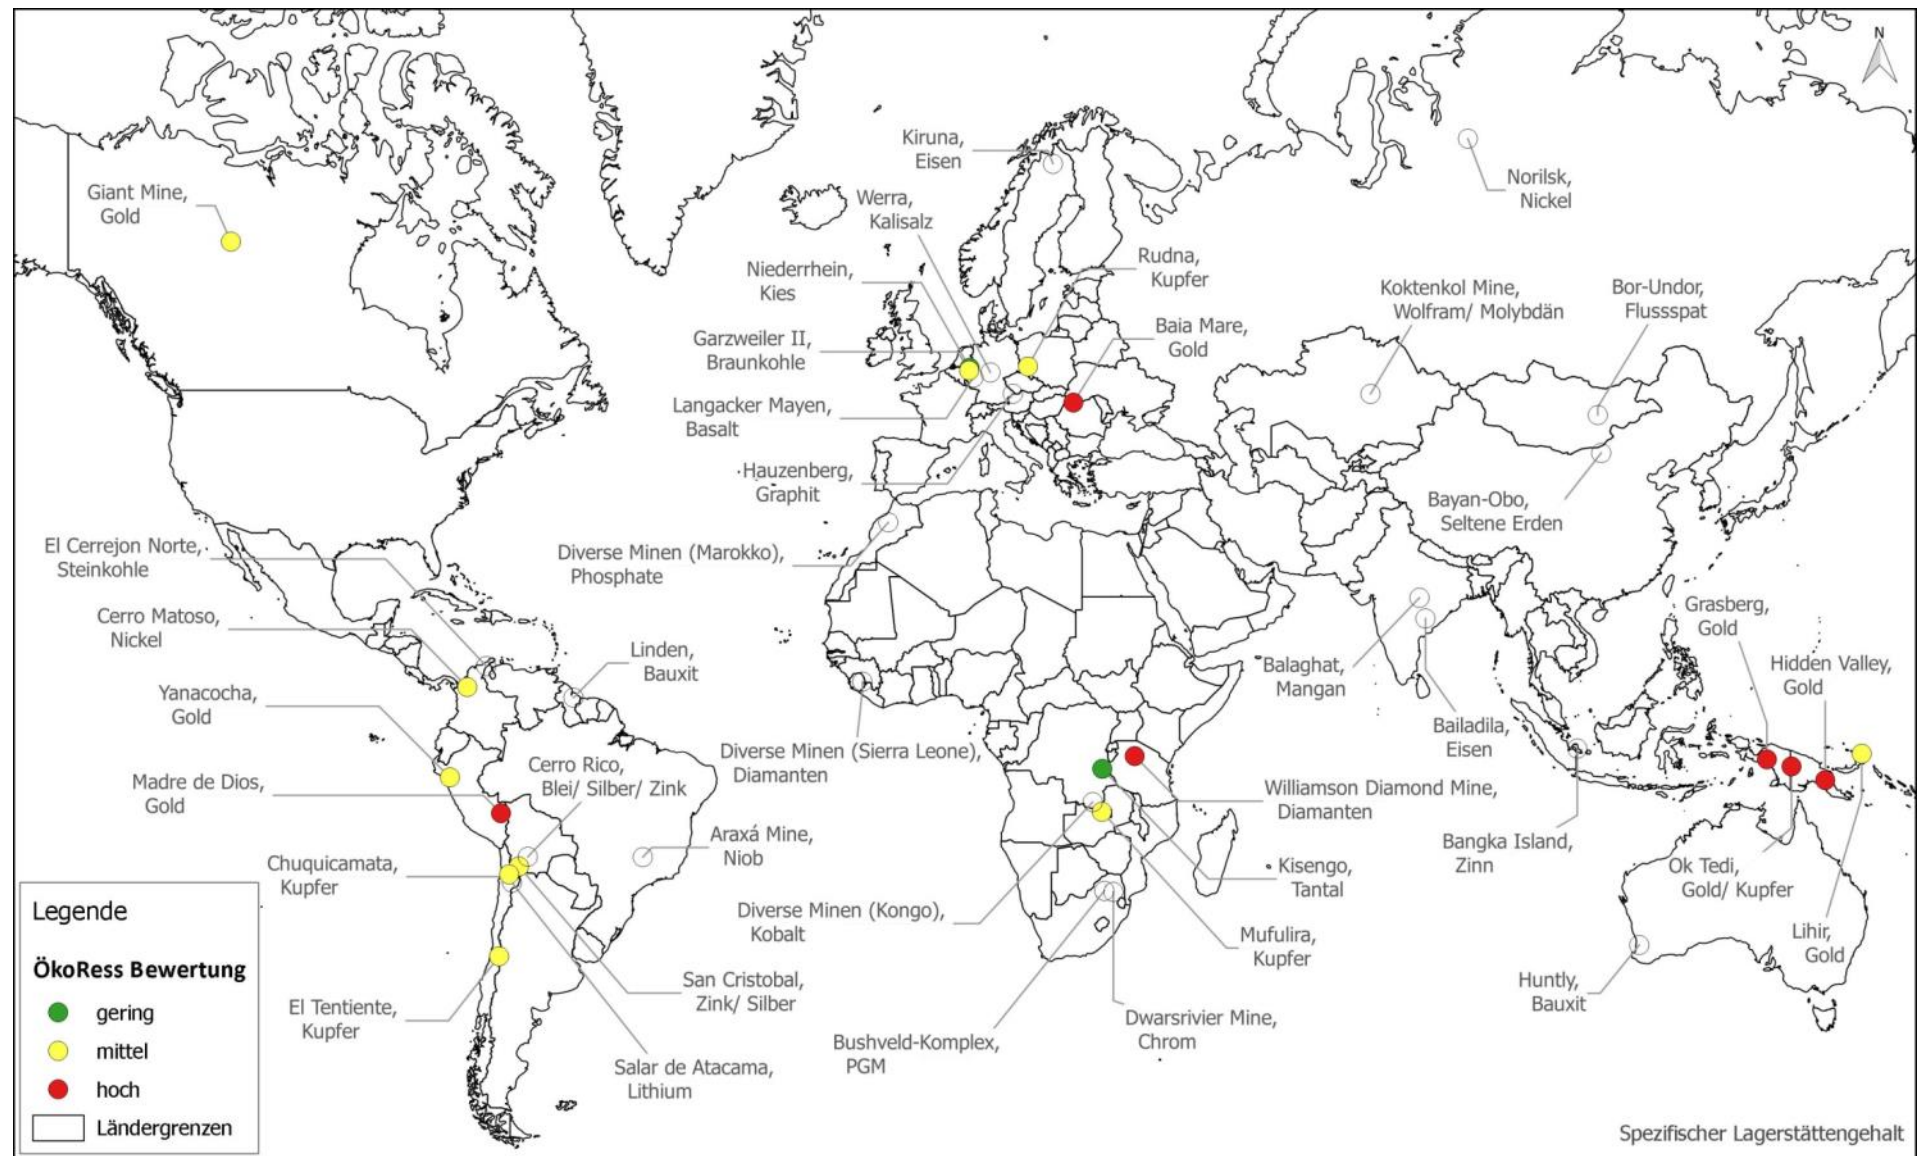 N
Kiruna,
Eisen
Norilsk,
Nickel
Giant Mine,
Gold
Werra,
Kalisalz
Rudna,
Kupfer
Niederrhein,
Kies
Koktenkol Mine,
Wolfram/ Molybdän
Bor-Undor,
Flussspat
Garzweiler II,
Braunkohle
Baia Mare,
Gold
Langacker Mayen,
Basalt
Hauzenberg,
Graphit
Bayan-Obo,
Seltene Erden
El Cerrejon Norte,
Steinkohle
Diverse Minen (Marokko),
Phosphate
Cerro Matoso,
Nickel
Grasberg,
Gold
Linden,
Bauxit
Balaghat,
Mangan
Hidden Valley,
Gold
Yanacocha,
Gold
Bailadila,
Eisen
Diverse Minen (Sierra Leone),
Diamanten
Cerro Rico,
Blei/ Silber/ Zink
Madre de Dios,
Gold
Williamson Diamond Mine,
Diamanten
Araxá Mine,
Niob
Bangka Island,
Zinn
Chuquicamata,
Kupfer
Kisengo,
Tantal
Ok Tedi,
Gold/ Kupfer
Diverse Minen (Kongo),
Kobalt
Mufulira,
Kupfer
Lihir,
Gold
San Cristobal,
Zink/ Silber
Huntly,
Bauxit
El Tentiente,
Kupfer
Dwarsrivier Mine,
Chrom
Bushveld-Komplex,
PGM
Salar de Atacama,
Lithium
Legende
ÖkoRess Bewertung
gering
mittel
hoch
Ländergrenzen
Spezifischer Lagerstättengehalt